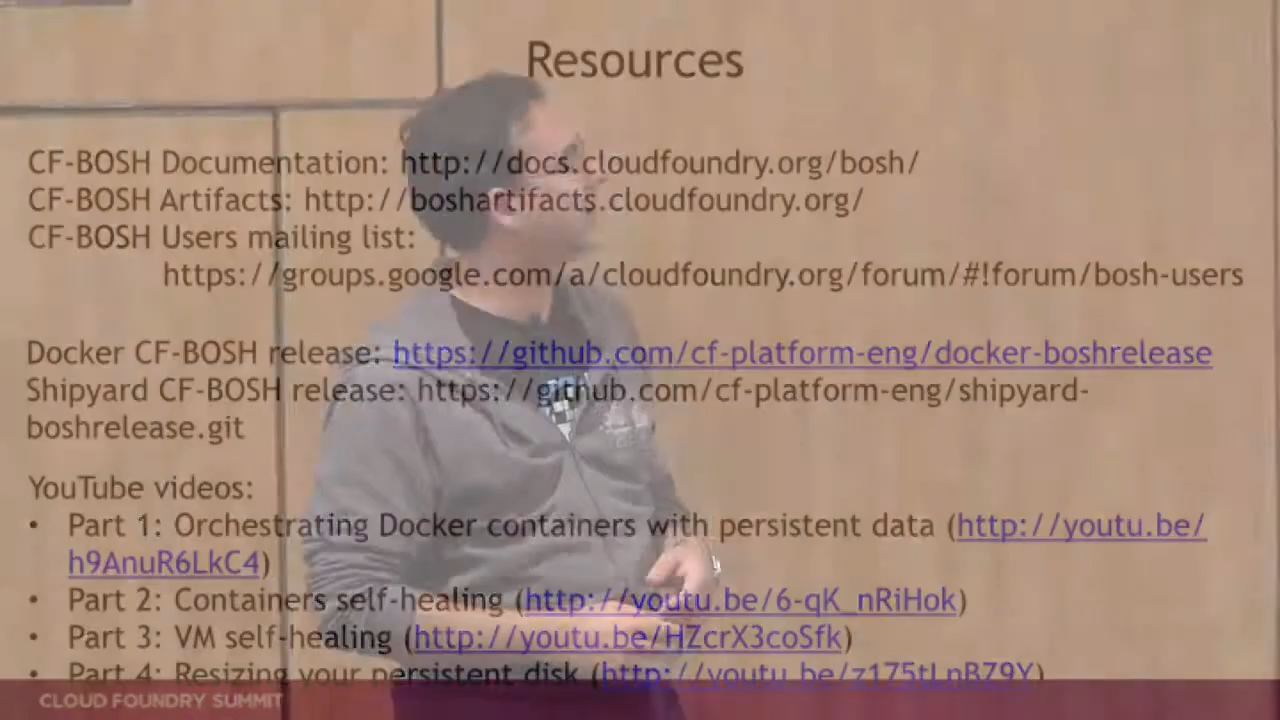 Resources
CF-BOSH Documentation: http://docs.cloudfoundry.org/bosh/
CF-BOSH Artifacts: http://boshartifacts.cloudfoundry.org/
CF-BOSH Users mailing list:
https://groups.google.com/a/cloudfoundry.org/forum/#!forum/bosh-users
Docker CF-BOSH release: https://github.com/cf-platform-eng/docker-boshrelease
Shipyard CF-BOSH release: https://github.com/cf-platform-eng/shipyard-
boshrelease.git
YouTube videos:
• Part 1: Orchestrating Docker containers with persistent data (http://youtu.be/
h9AnuR6LkC4)
• Part 2: Containers self-healing (http://youtu.be/6-qK_nRiHok)
• Part 3: VM self-healing (http://youtu.be/HZcrX3coSfk)
• Part 4: Resizing your persistent disk (http://youtu.be/z175tLnBZ9Y)
CLOUD FOUNDRY SUMMIT